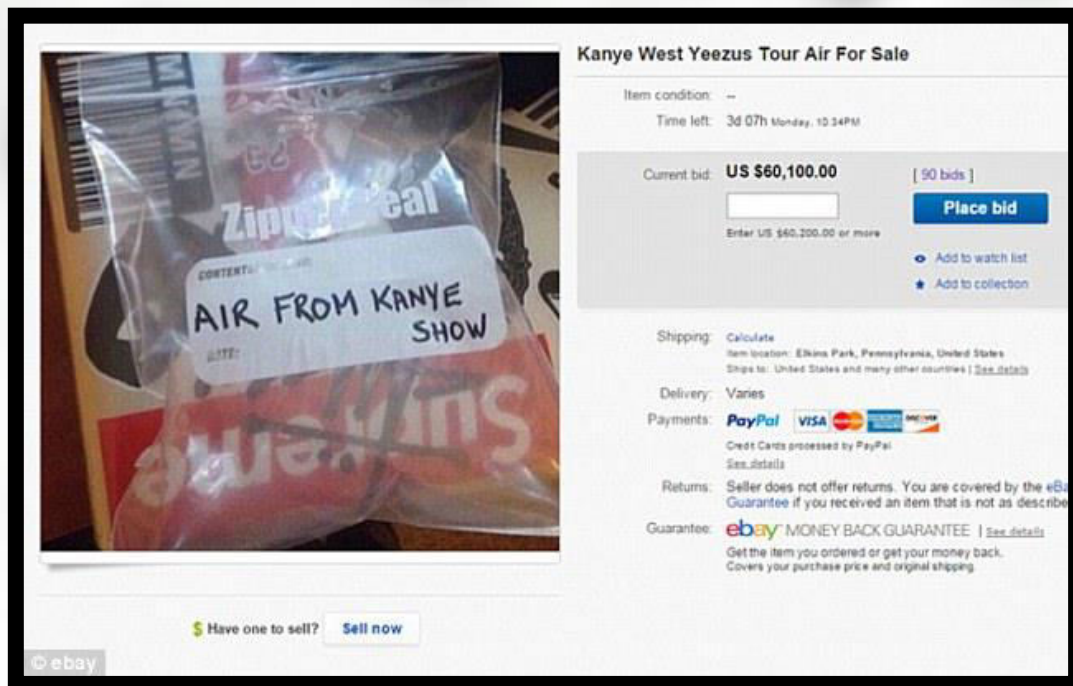 MNMN
23
Zipper Seal
CONTENTS
AIR FROM KANYE
SHOW
DATE:
Supreme
Kanye West Yeezus Tour Air For Sale
Item condition: --
Time left: 3d 07h Monday, 10:34PM
Current bid: US $60,100.00 [ 90 bids ]
Place bid
Enter US $60,200.00 or more
Add to watch list
Add to collection
Shipping: Calculate
Item location: Elkins Park, Pennsylvania, United States
Ships to: United States and many other countries | See details
Delivery: Varies
Payments: PayPal VISA DISCOVER
Credit Cards processed by PayPal
See details
Returns: Seller does not offer returns. You are covered by the eBa
Guarantee if you received an item that is not as describe
Guarantee: ebay MONEY BACK GUARANTEE | See details
Get the item you ordered or get your money back.
Covers your purchase price and original shipping.
$ Have one to sell? Sell now
© ebay